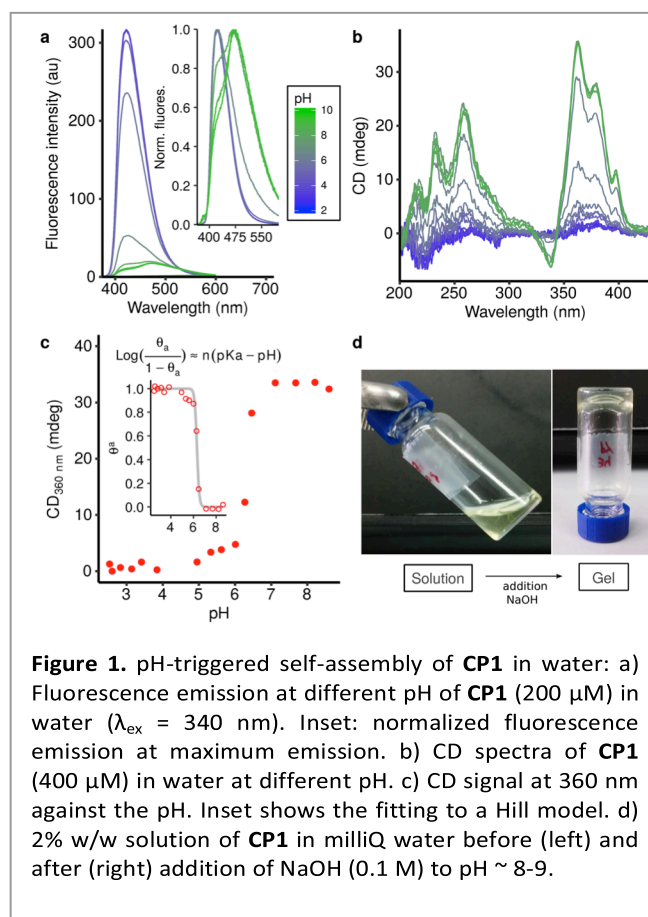 a
300
200
100
0
Fluorescence intensity (au)
400 500 600 700
Wavelength (nm)
1.0
0.8
0.6
0.4
0.2
0.0
Norm. fluores.
400 475 550
pH
10
8
6
4
2
b
30
20
10
0
CD (mdeg)
200 250 300 350 400
Wavelength (nm)
c
40
30
20
10
0
CD360 nm (mdeg)
3 4 5 6 7 8
pH
Log(θa/1 − θa) ≈ n(pKa − pH)
1.0
0.8
0.6
0.4
0.2
0.0
θa
4 6 8
d
Solution
addition
NaOH
Gel
Figure 1. pH-triggered self-assembly of CP1 in water: a)
Fluorescence emission at different pH of CP1 (200 μM) in
water (λex = 340 nm). Inset: normalized fluorescence
emission at maximum emission. b) CD spectra of CP1
(400 μM) in water at different pH. c) CD signal at 360 nm
against the pH. Inset shows the fitting to a Hill model. d)
2% w/w solution of CP1 in milliQ water before (left) and
after (right) addition of NaOH (0.1 M) to pH ~ 8-9.